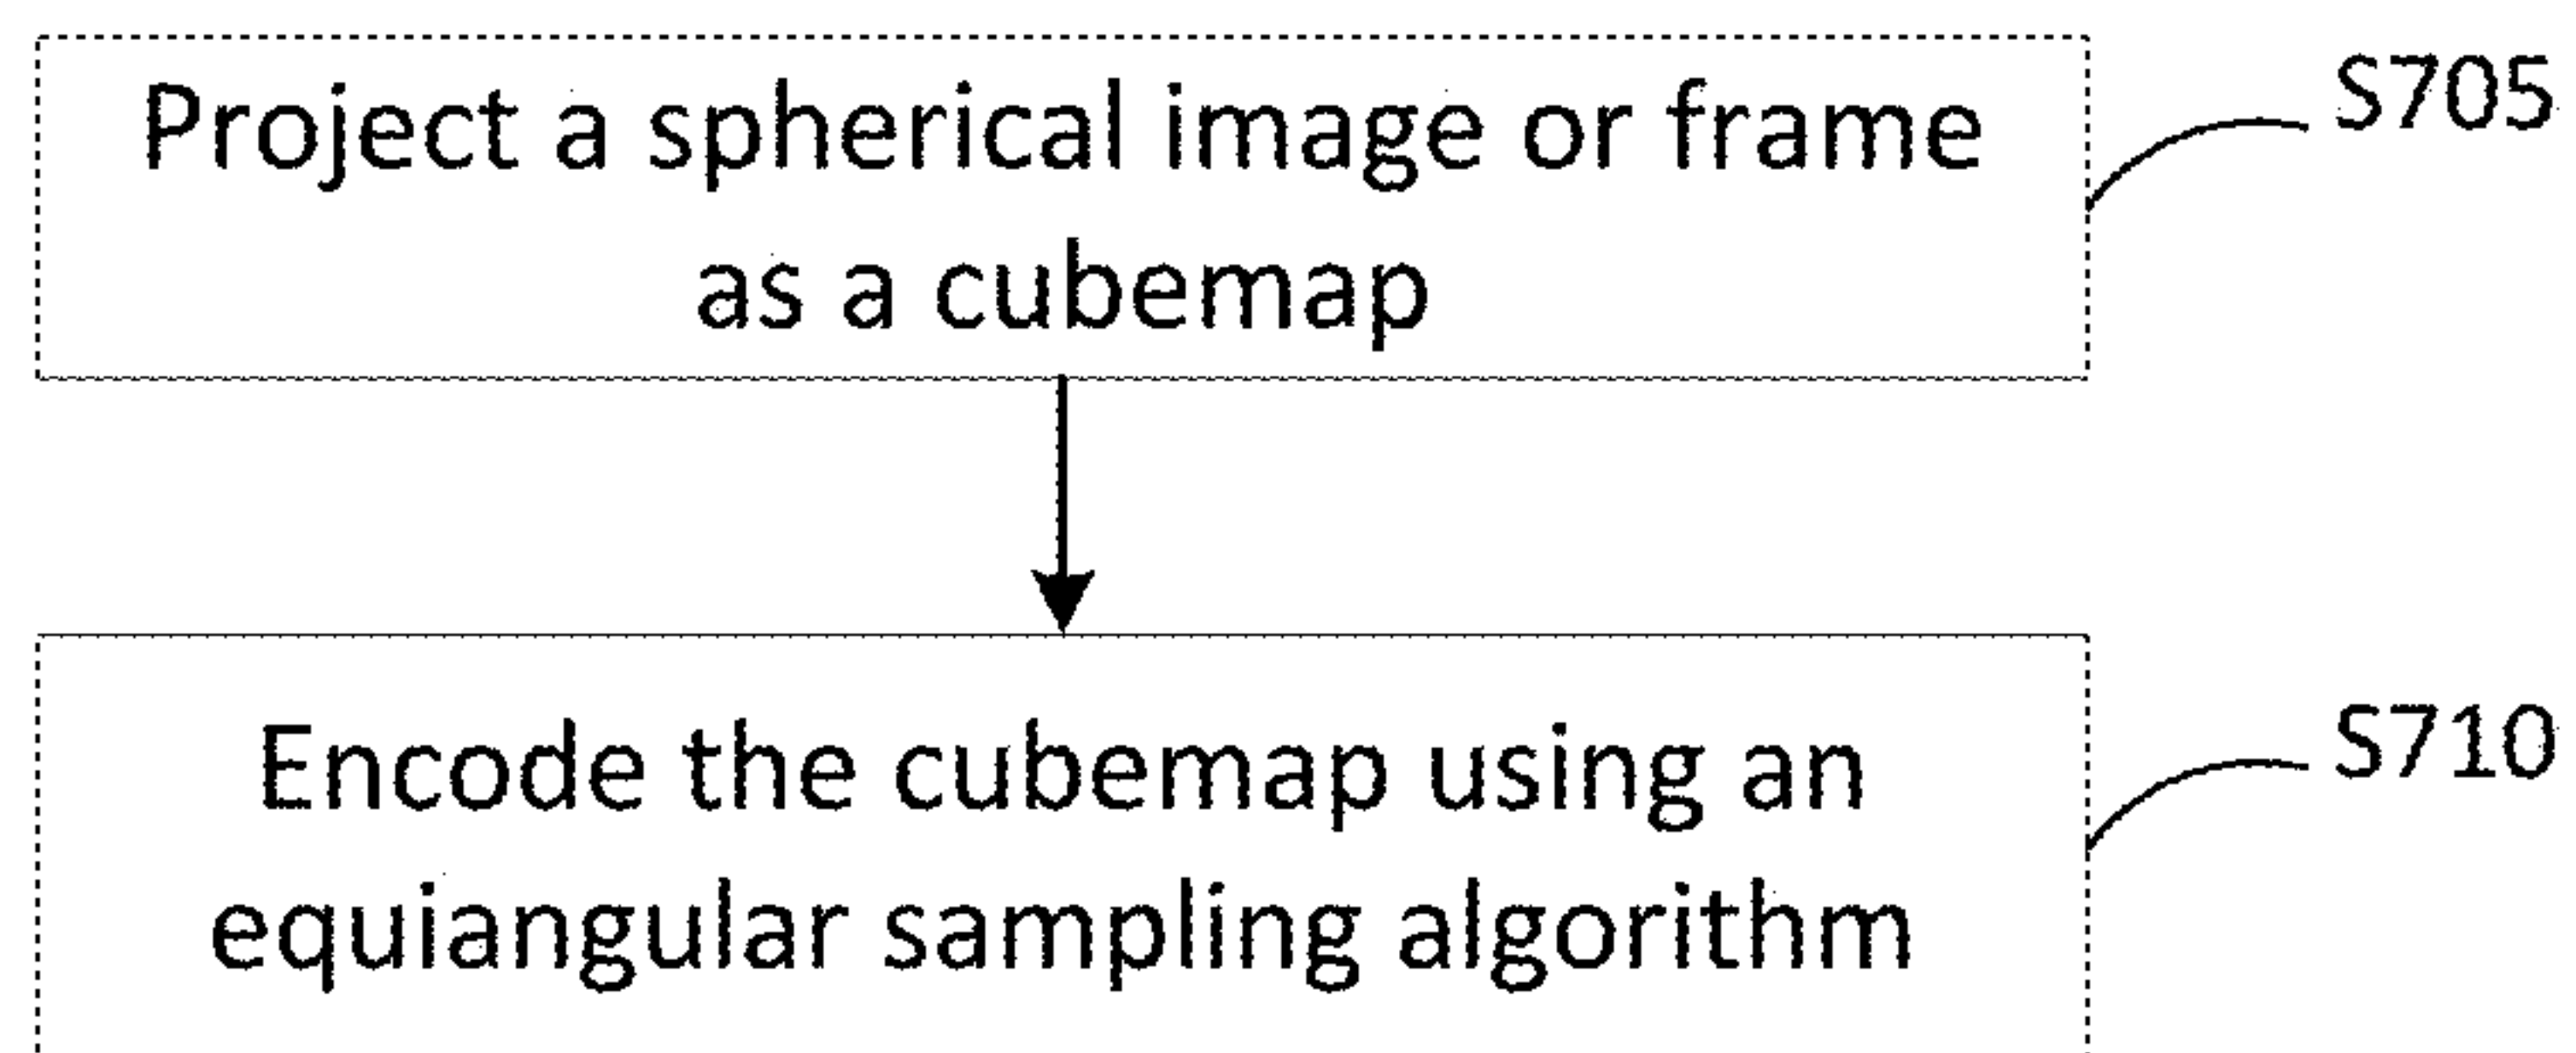 Project a spherical image or frame
as a cubemap
S705
Encode the cubemap using an
equiangular sampling algorithm
S710